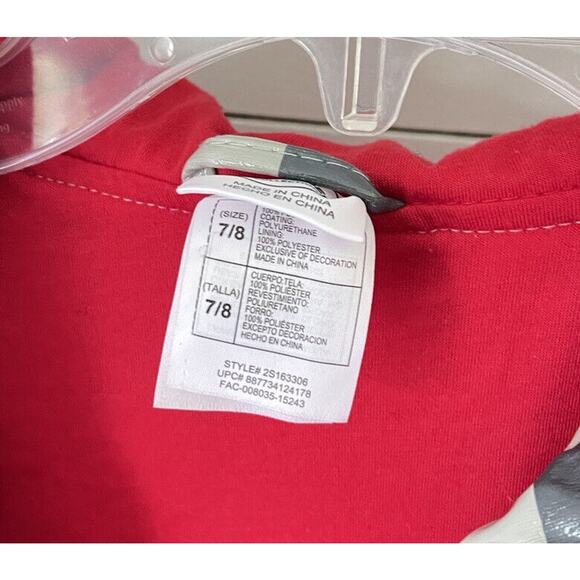 MADE IN CHINA
HECHO EN CHINA
(SIZE)
7/8
COATING:
POLYURETHANE
LINING:
100% POLYESTER
EXCLUSIVE OF DECORATION
MADE IN CHINA
(TALLA)
7/8
CUERPO:TELA:
100% POLIÉSTER
REVESTIMIENTO:
POLIURETANO
FORRO:
100% POLIÉSTER
EXCEPTO DECORACION
HECHO EN CHINA
STYLE# 2S163306
UPC# 887734124178
FAC-008035-15243